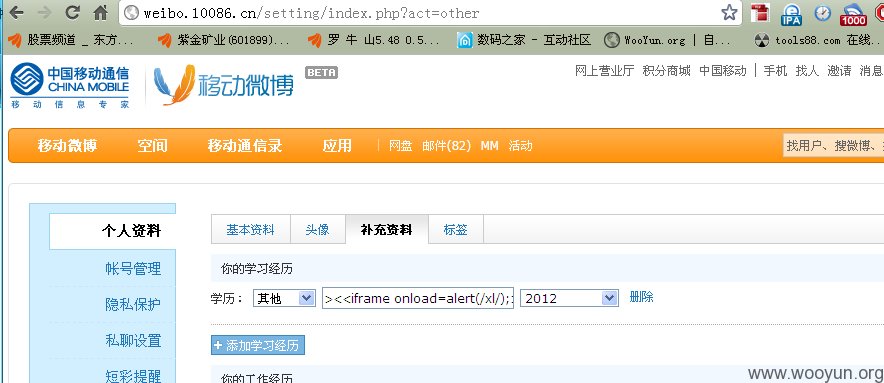 weibo.10086.cn/setting/index.php?act=other
IPA 1000
股票频道 _ 东方... 紫金矿业(601899)... 罗 牛 山5.48 0.5... 数码之家 - 互动社区 WooYun.org | 自... tools88.com 在线..
中国移动通信 CHINA MOBILE 移动信息专家 移动微博 BETA 网上营业厅 积分商城 中国移动 | 手机 找人 邀请 消息
移动微博 空间 移动通信录 应用 | 网盘 邮件(82) MM 活动 找用户、搜微博、
个人资料 基本资料 头像 补充资料 标签
帐号管理 你的学习经历
隐私保护 学历： 其他 ><<iframe onload=alert(/xl/); 2012 删除
私聊设置 + 添加学习经历
短彩提醒 你的工作经历
www.wooyun.org